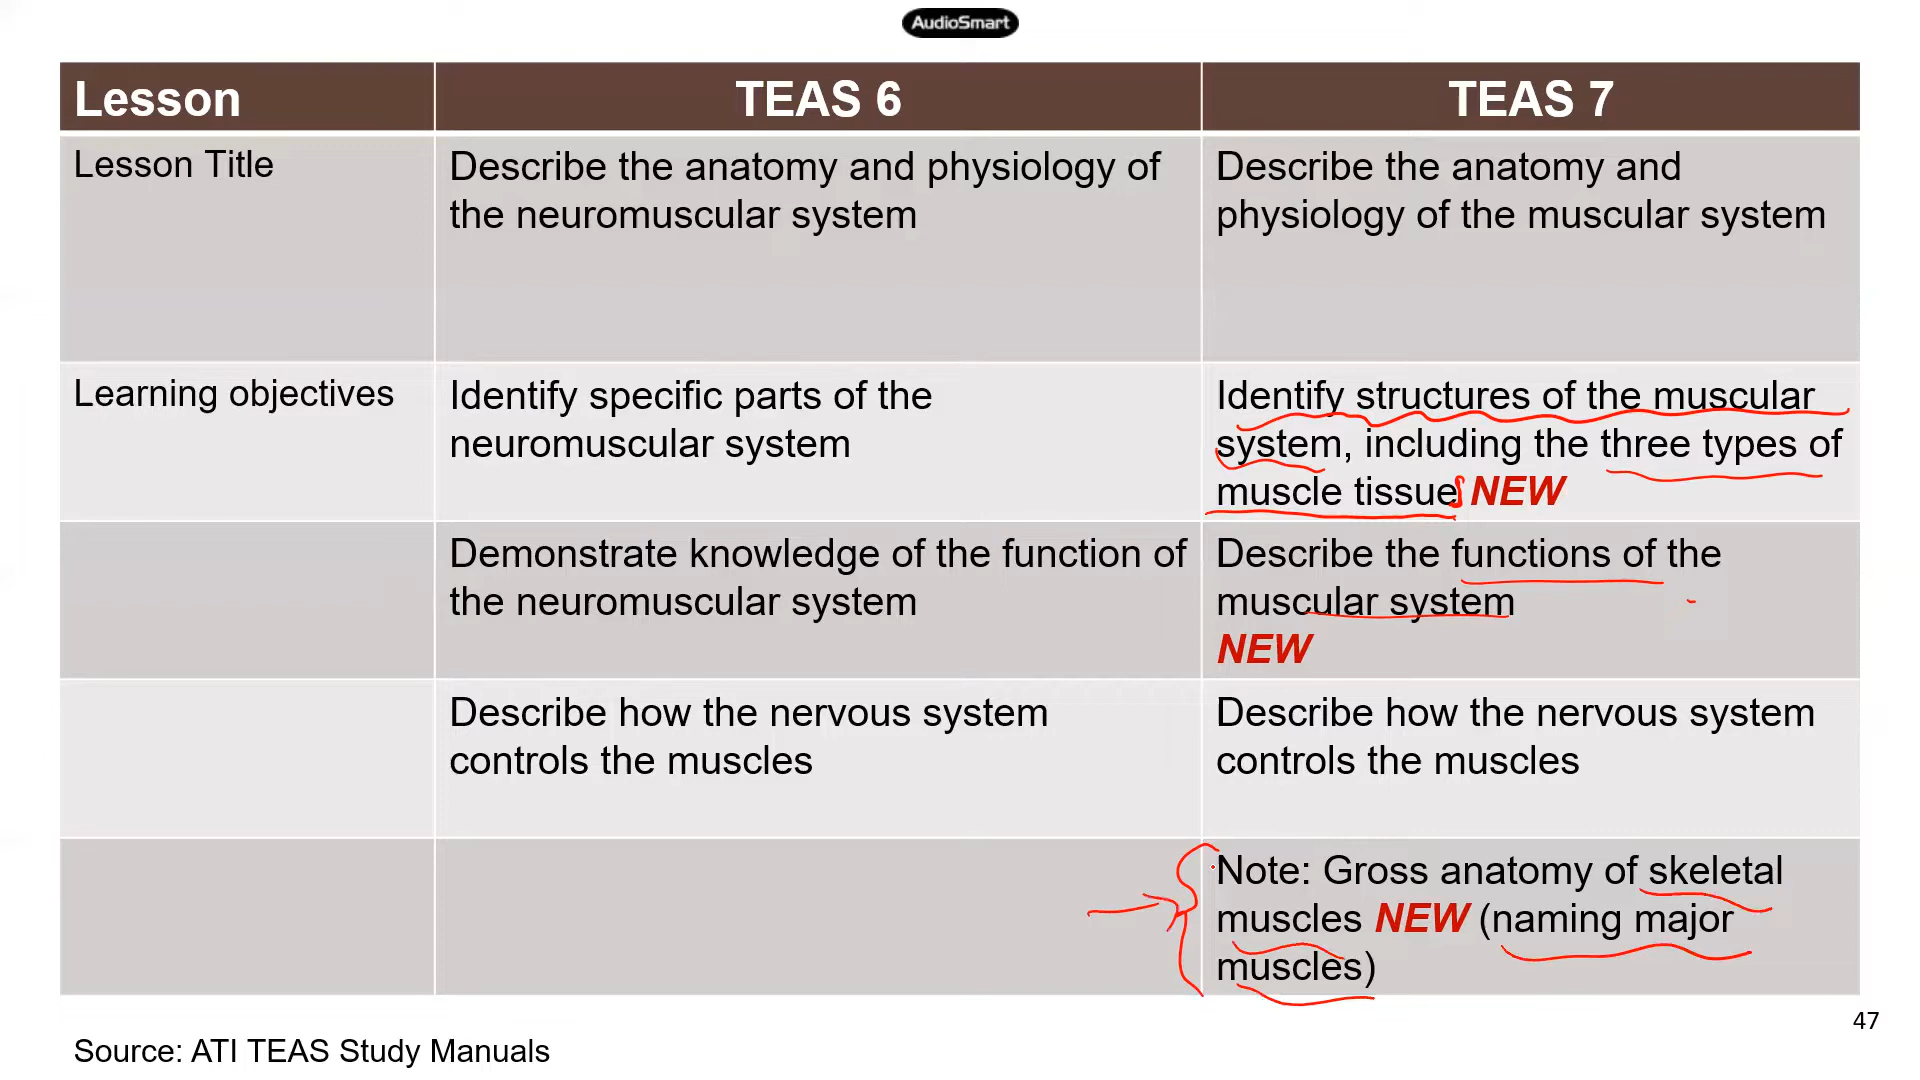 AudioSmart
Lesson
TEAS 6
TEAS 7
Lesson Title
Describe the anatomy and physiology of
the neuromuscular system
Describe the anatomy and
physiology of the muscular system
Learning objectives
Identify specific parts of the
neuromuscular system
Identify structures of the muscular
system, including the three types of
muscle tissue NEW
Demonstrate knowledge of the function of
the neuromuscular system
Describe the functions of the
muscular system
NEW
Describe how the nervous system
controls the muscles
Describe how the nervous system
controls the muscles
Note: Gross anatomy of skeletal
muscles NEW (naming major
muscles)
47
Source: ATI TEAS Study Manuals